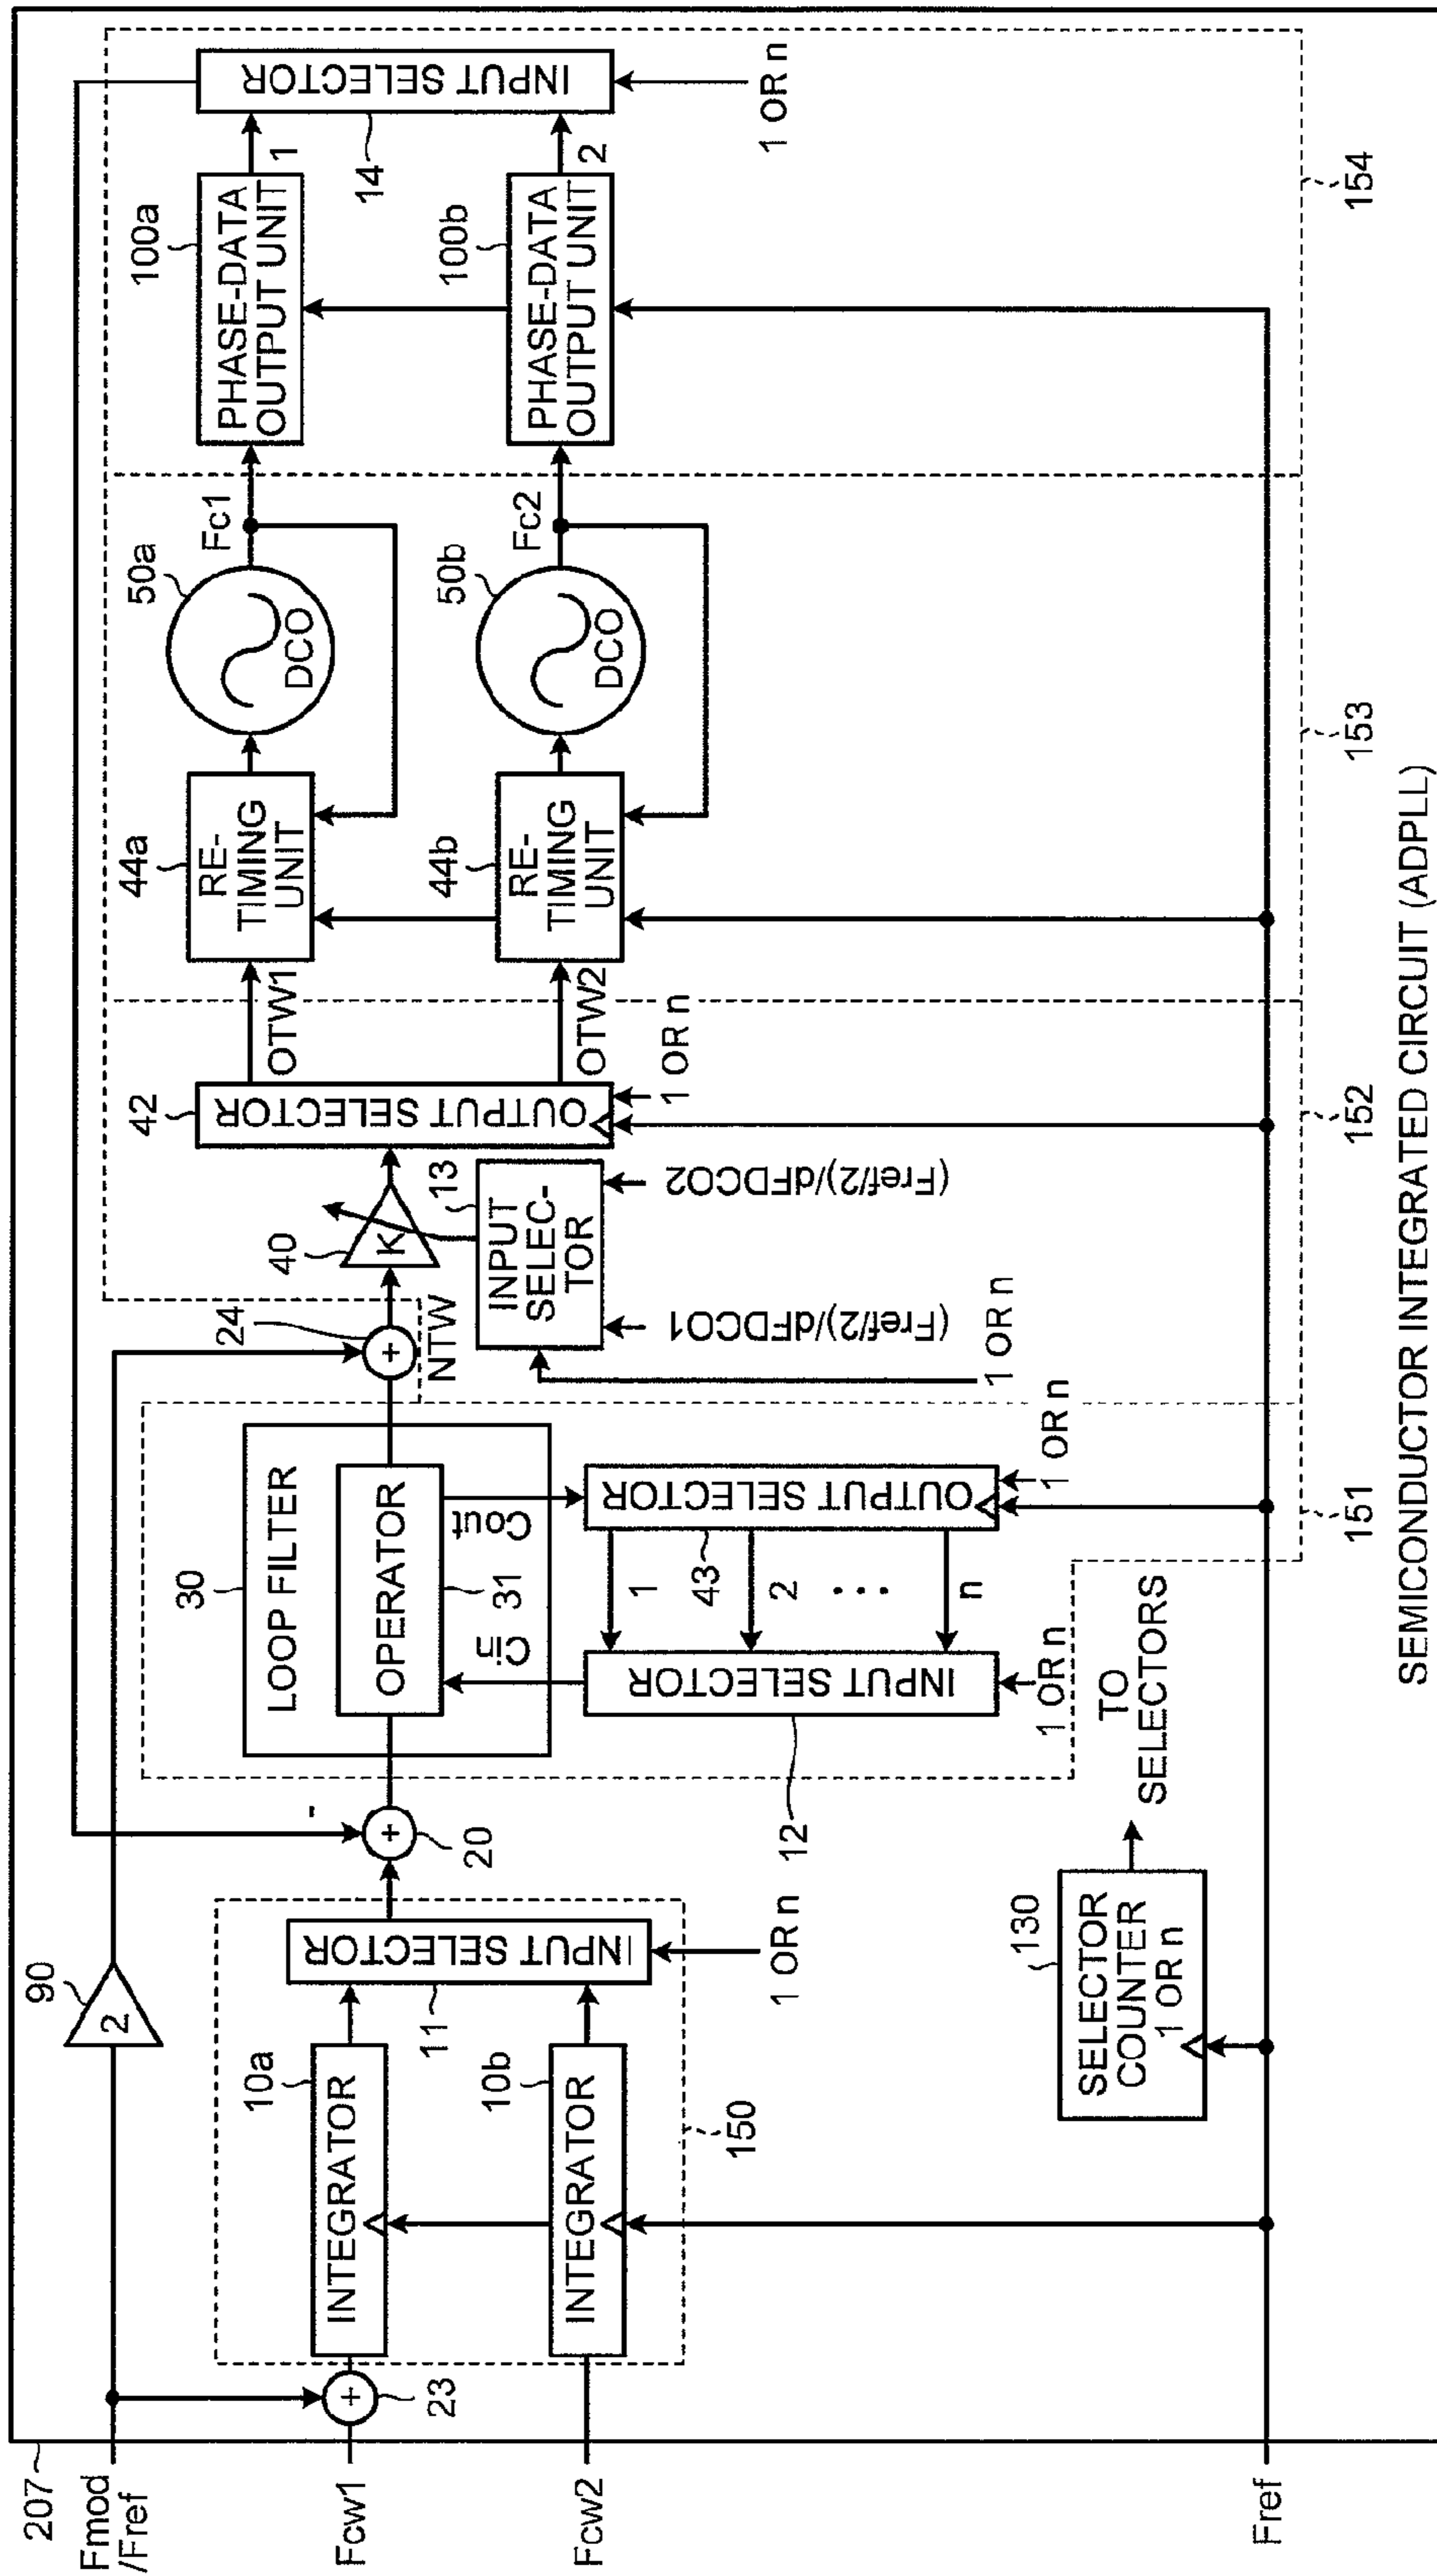 207
Fmod
/Fref
Fcw1
Fcw2
Fref
90
2
+
23
10a
INTEGRATOR
10b
INTEGRATOR
11
INPUT SELECTOR
1 OR n
150
130
SELECTOR
COUNTER
1 OR n
TO
SELECTORS
-
+
20
30
LOOP FILTER
OPERATOR
31
Cin
Cout
12
INPUT SELECTOR
1 OR n
1
2
...
n
43
OUTPUT SELECTOR
1 OR n
151
24
+
NTW
40
K
13
INPUT
SELEC-
TOR
(Fref/2)/dFDCO1
(Fref/2)/dFDCO2
1 OR n
42
OUTPUT SELECTOR
1 OR n
152
OTW1
OTW2
44a
RE-
TIMING
UNIT
44b
RE-
TIMING
UNIT
50a
DCO
Fc1
50b
DCO
Fc2
153
100a
PHASE-DATA
OUTPUT UNIT
1
100b
PHASE-DATA
OUTPUT UNIT
2
14
INPUT SELECTOR
1 OR n
154
SEMICONDUCTOR INTEGRATED CIRCUIT (ADPLL)